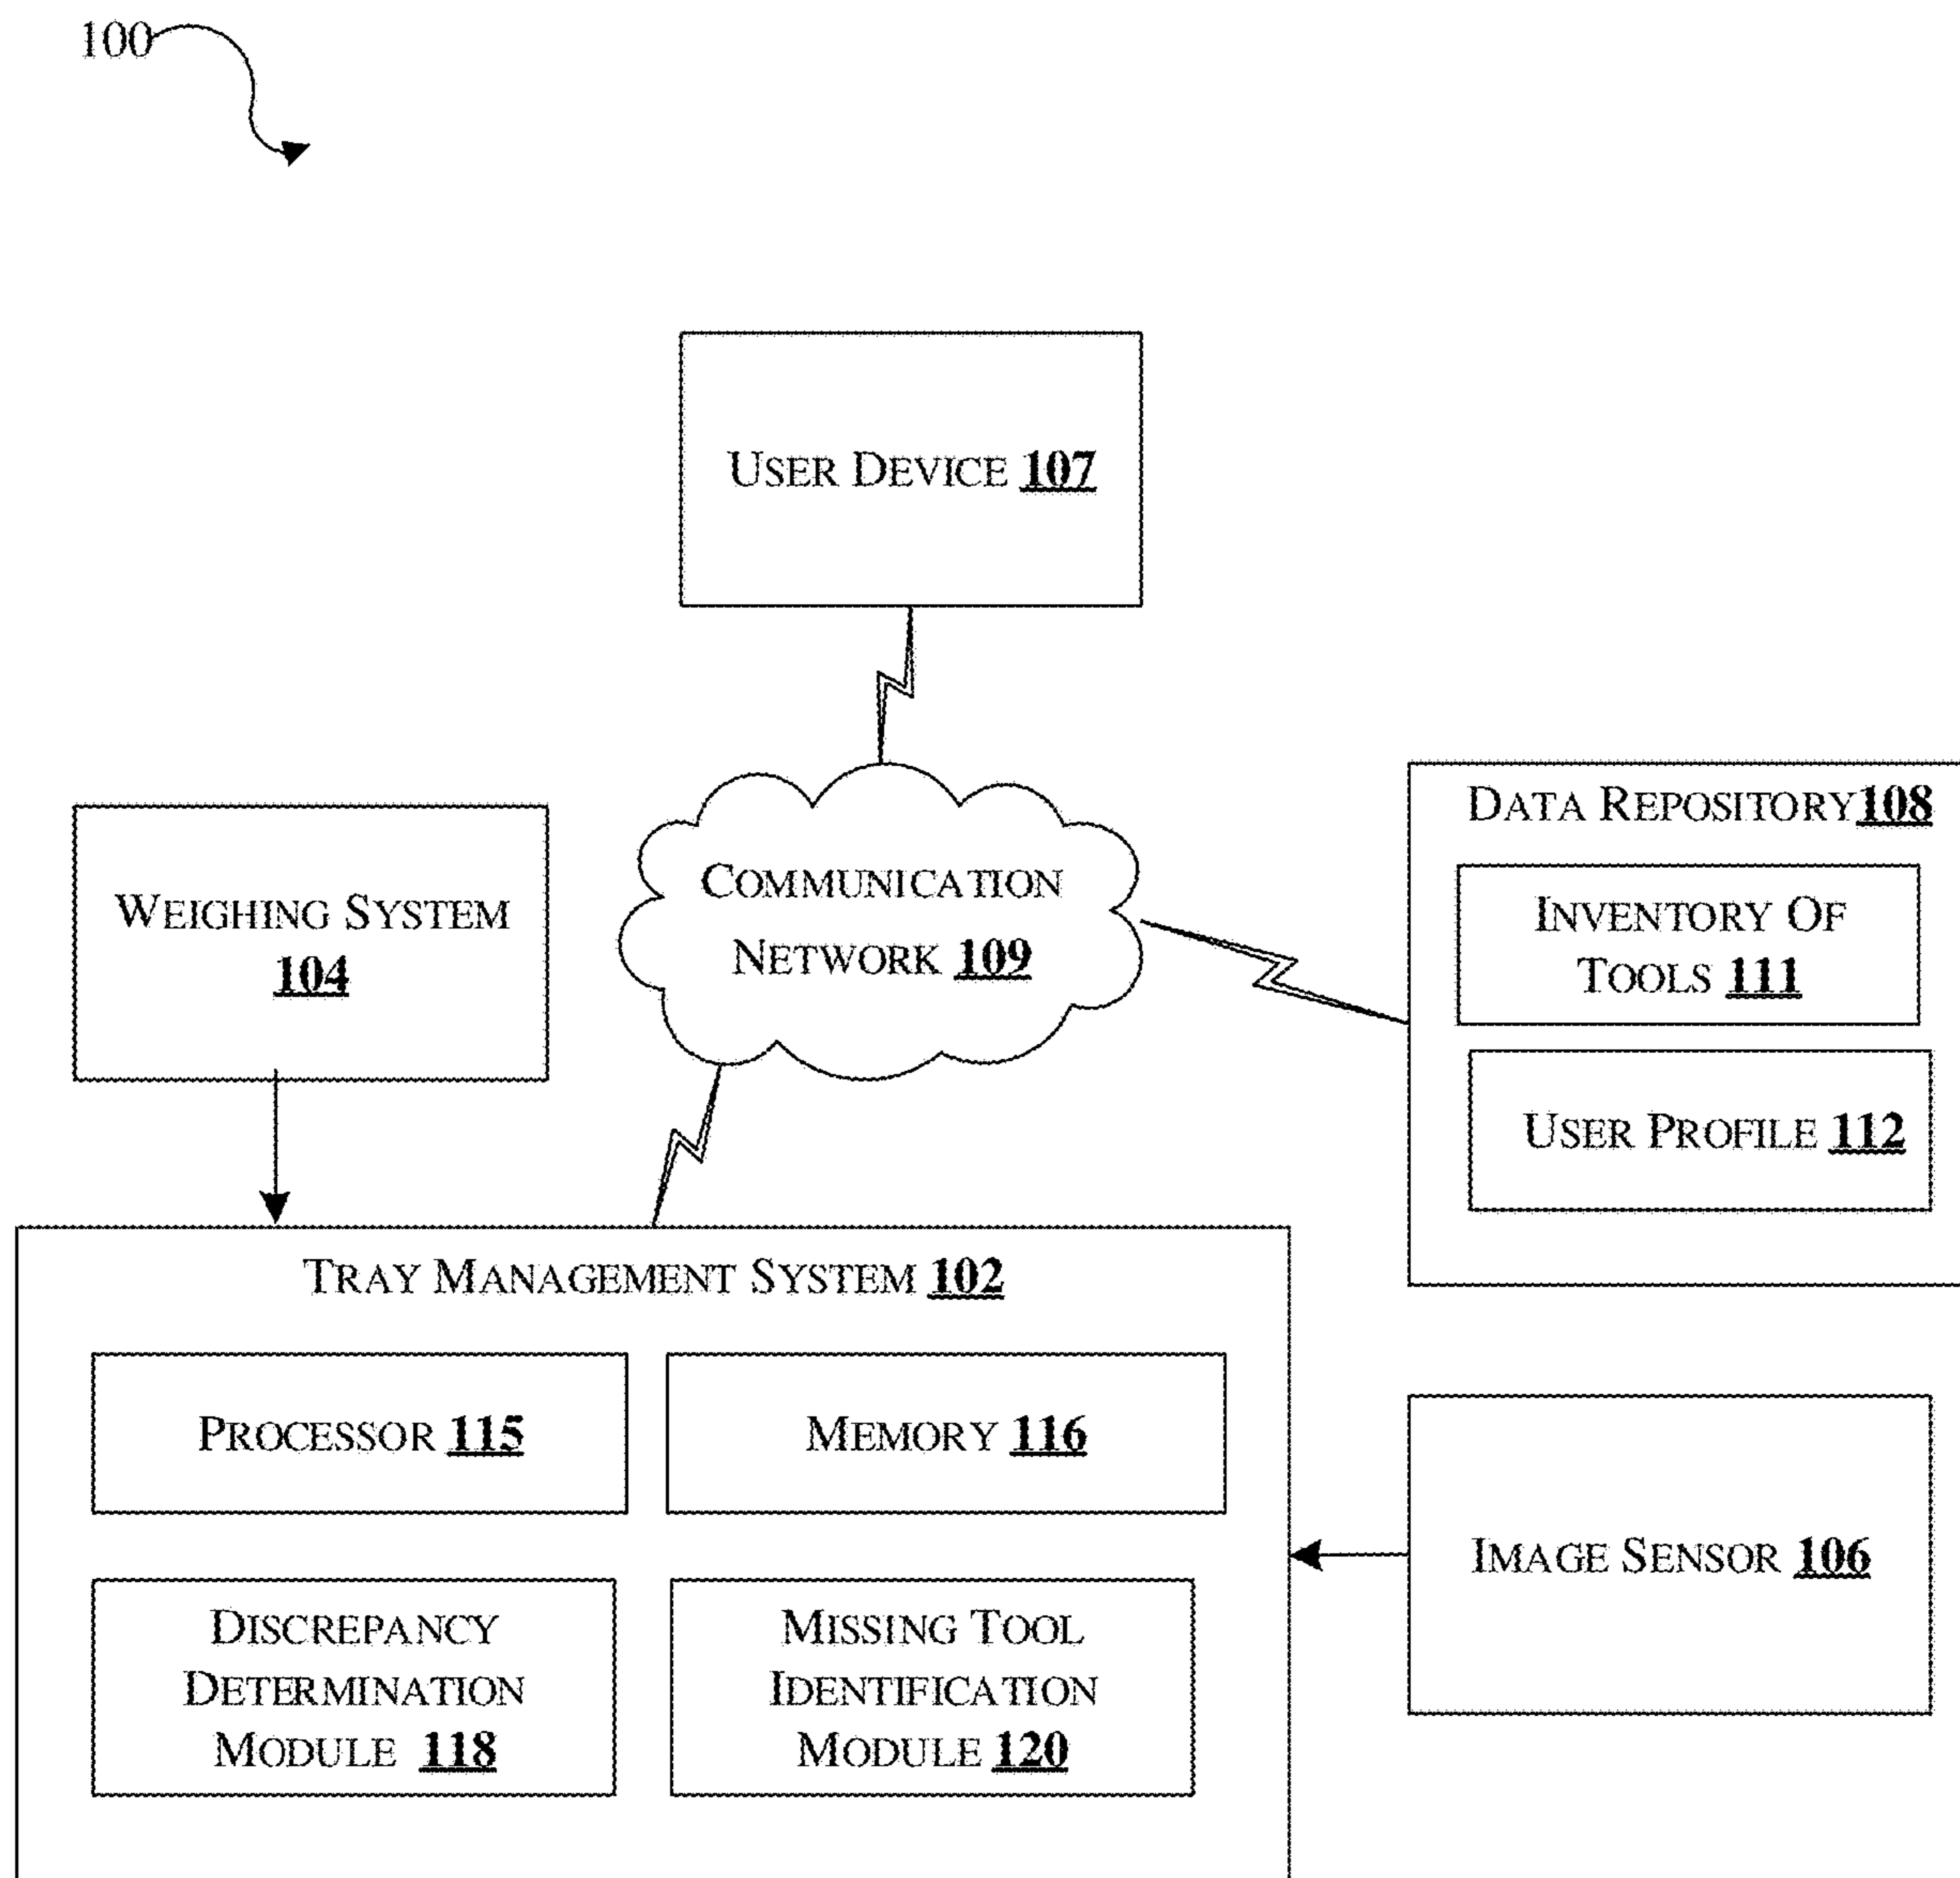 100
USER DEVICE 107
COMMUNICATION
NETWORK 109
WEIGHING SYSTEM
104
DATA REPOSITORY108
INVENTORY OF
TOOLS 111
USER PROFILE 112
TRAY MANAGEMENT SYSTEM 102
PROCESSOR 115
MEMORY 116
DISCREPANCY
DETERMINATION
MODULE 118
MISSING TOOL
IDENTIFICATION
MODULE 120
IMAGE SENSOR 106